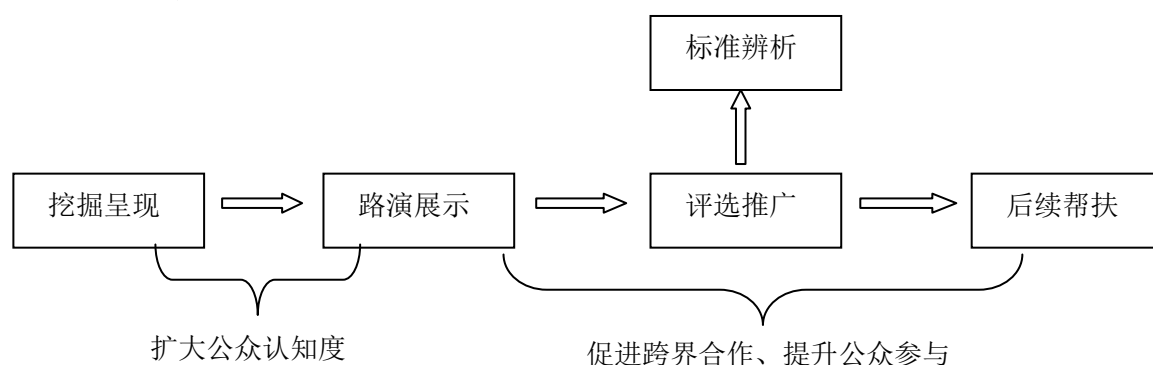 标准辨析
挖掘呈现
路演展示
评选推广
后续帮扶
扩大公众认知度
促进跨界合作、提升公众参与